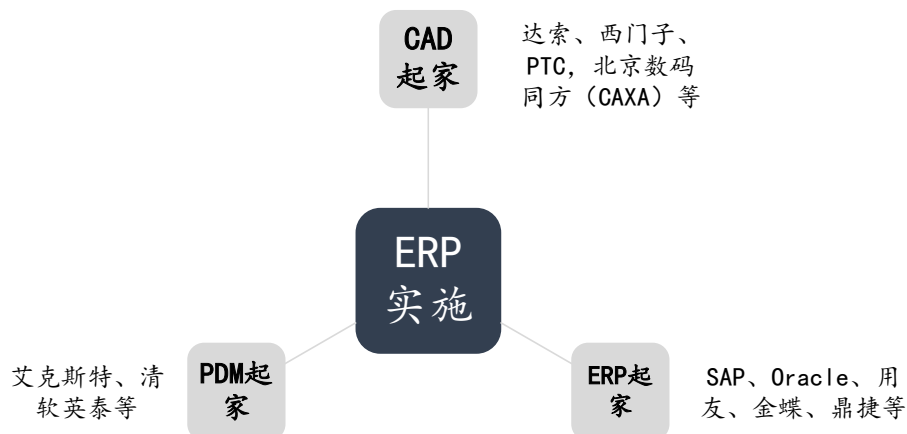 CAD
起家
达索、西门子、
PTC，北京数码
同方（CAXA）等
ERP
实施
艾克斯特、清
软英泰等
PDM起
家
ERP起
家
SAP、Oracle、用
友、金蝶、鼎捷等